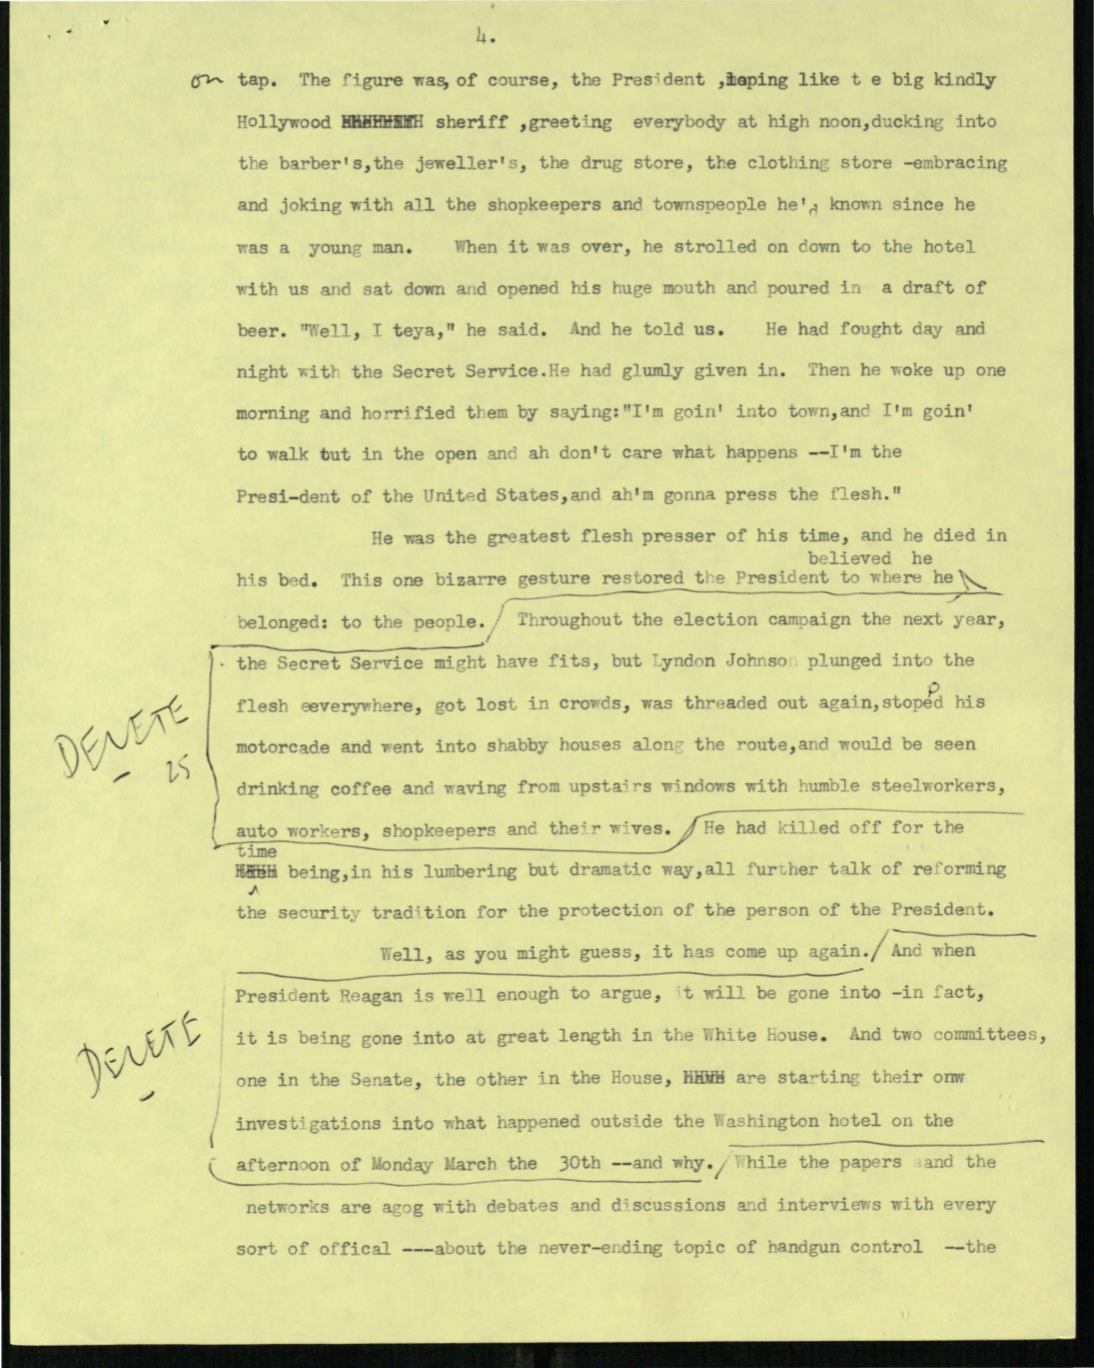 4.
on tap. The figure was, of course, the President ,loping like t e big kindly
Hollywood sheriff ,greeting everybody at high noon,ducking into
the barber's,the jeweller's, the drug store, the clothing store -embracing
and joking with all the shopkeepers and townspeople he'd known since he
was a young man. When it was over, he strolled on down to the hotel
with us and sat down and opened his huge mouth and poured in a draft of
beer. "Well, I teya," he said. And he told us. He had fought day and
night with the Secret Service.He had glumly given in. Then he woke up one
morning and horrified them by saying:"I'm goin' into town,and I'm goin'
to walk out in the open and ah don't care what happens --I'm the
Presi-dent of the United States,and ah'm gonna press the flesh."
He was the greatest flesh presser of his time, and he died in
believed he
his bed. This one bizarre gesture restored the President to where he
belonged: to the people. Throughout the election campaign the next year,
the Secret Service might have fits, but Lyndon Johnson plunged into the
flesh eeverywhere, got lost in crowds, was threaded out again,stopped his
DELETE
25
motorcade and went into shabby houses along the route,and would be seen
drinking coffee and waving from upstairs windows with humble steelworkers,
auto workers, shopkeepers and their wives. He had killed off for the
time
being,in his lumbering but dramatic way,all further talk of reforming
the security tradition for the protection of the person of the President.
Well, as you might guess, it has come up again. And when
President Reagan is well enough to argue, it will be gone into -in fact,
it is being gone into at great length in the White House. And two committees,
DELETE
one in the Senate, the other in the House, are starting their onw
investigations into what happened outside the Washington hotel on the
afternoon of Monday March the 30th --and why. While the papers and the
networks are agog with debates and discussions and interviews with every
sort of offical ---about the never-ending topic of handgun control --the